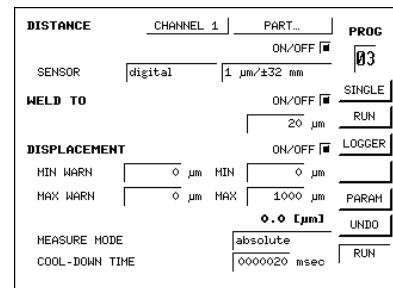 DISTANCE CHANNEL 1 PART… PROG
ON/OFF
03
SENSOR digital 1 µm/±32 mm
SINGLE
WELD TO ON/OFF
20 µm RUN
DISPLACEMENT ON/OFF LOGGER
MIN WARN 0 µm MIN 0 µm
MAX WARN 0 µm MAX 1000 µm PARAM
0.0 [µm] UNDO
MEASURE MODE absolute
COOL-DOWN TIME 0000020 msec RUN